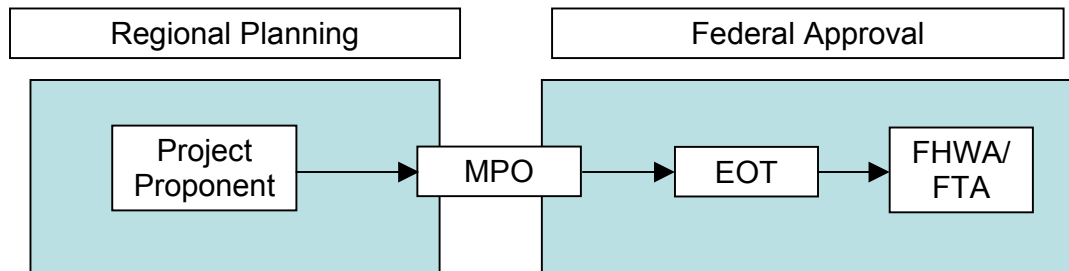 Regional Planning
Federal Approval
Project
Proponent
MPO
EOT
FHWA/
FTA